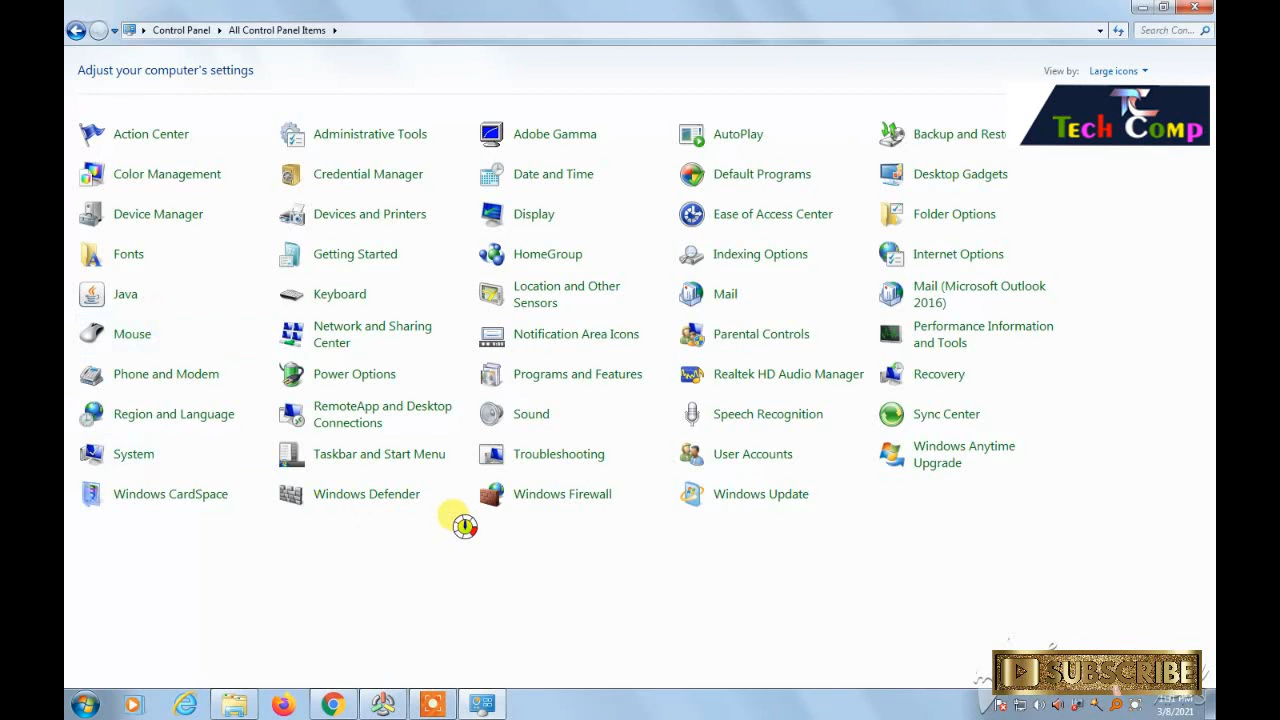 Control Panel
All Control Panel Items
Search Con...
Adjust your computer's settings
View by:
Large icons
Tech Comp
Action Center
Administrative Tools
Adobe Gamma
AutoPlay
Backup and Rest
Color Management
Credential Manager
Date and Time
Default Programs
Desktop Gadgets
Device Manager
Devices and Printers
Display
Ease of Access Center
Folder Options
Fonts
Getting Started
HomeGroup
Indexing Options
Internet Options
Java
Keyboard
Location and Other
Sensors
Mail
Mail (Microsoft Outlook
2016)
Mouse
Network and Sharing
Center
Notification Area Icons
Parental Controls
Performance Information
and Tools
Phone and Modem
Power Options
Programs and Features
Realtek HD Audio Manager
Recovery
Region and Language
RemoteApp and Desktop
Connections
Sound
Speech Recognition
Sync Center
System
Taskbar and Start Menu
Troubleshooting
User Accounts
Windows Anytime
Upgrade
Windows CardSpace
Windows Defender
Windows Firewall
Windows Update
SUBSCRIBE
3/8/2021